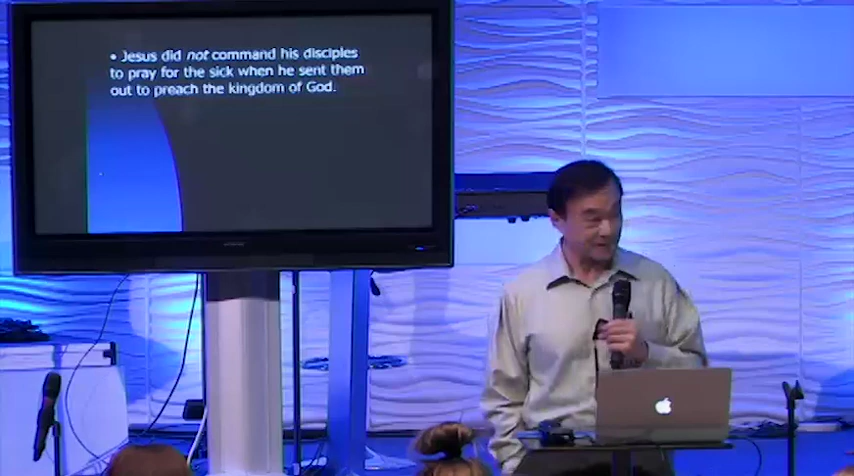 • Jesus did not command his disciples
to pray for the sick when he sent them
out to preach the kingdom of God.